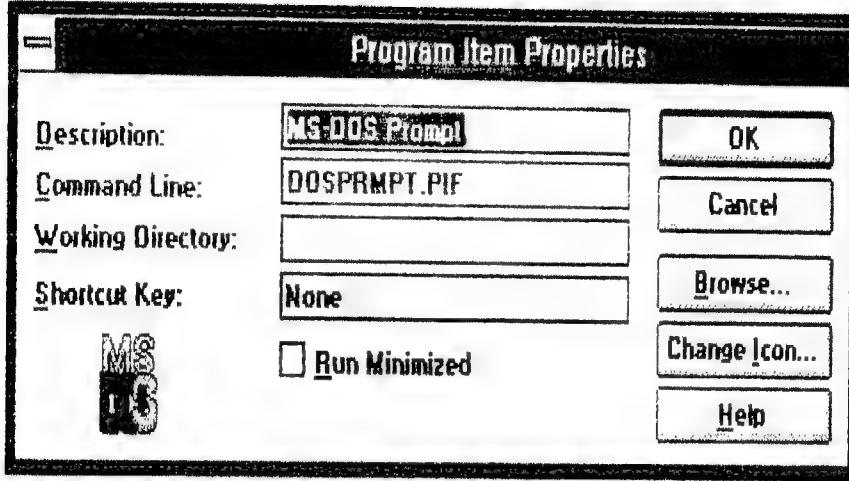 Program Item Properties
Description: MS-DOS Prompt OK
Command Line: DOSPRMPT.PIF Cancel
Working Directory:
Shortcut Key: None Browse...
MS Run Minimized Change Icon...
Help